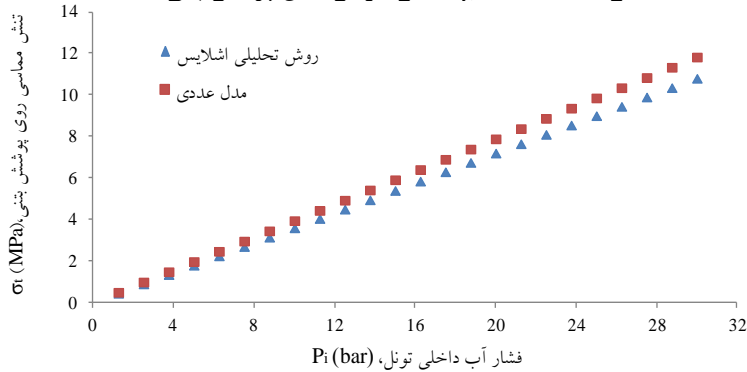 14
12
10
8
6
4
2
0
0 4 8 12 16 20 24 28 32
روش تحلیلی اشلایس
مدل عددی
تنش مماسی روی پوشش بتنی،
σt (MPa)
فشار آب داخلی تونل، Pi (bar)